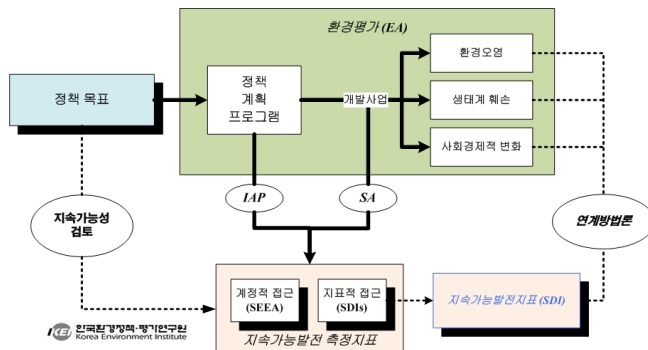 환경평가 (EA)
정책 목표
정책
계획
프로그램
개발사업
환경오염
생태계 훼손
사회경제적 변화
IAP
SA
지속가능성
검토
연계방법론
계정적 접근
(SEEA)
지표적 접근
(SDIs)
지속가능발전 측정지표
지속가능발전지표 (SDI)
KEI 한국환경정책·평가연구원
Korea Environment Institute